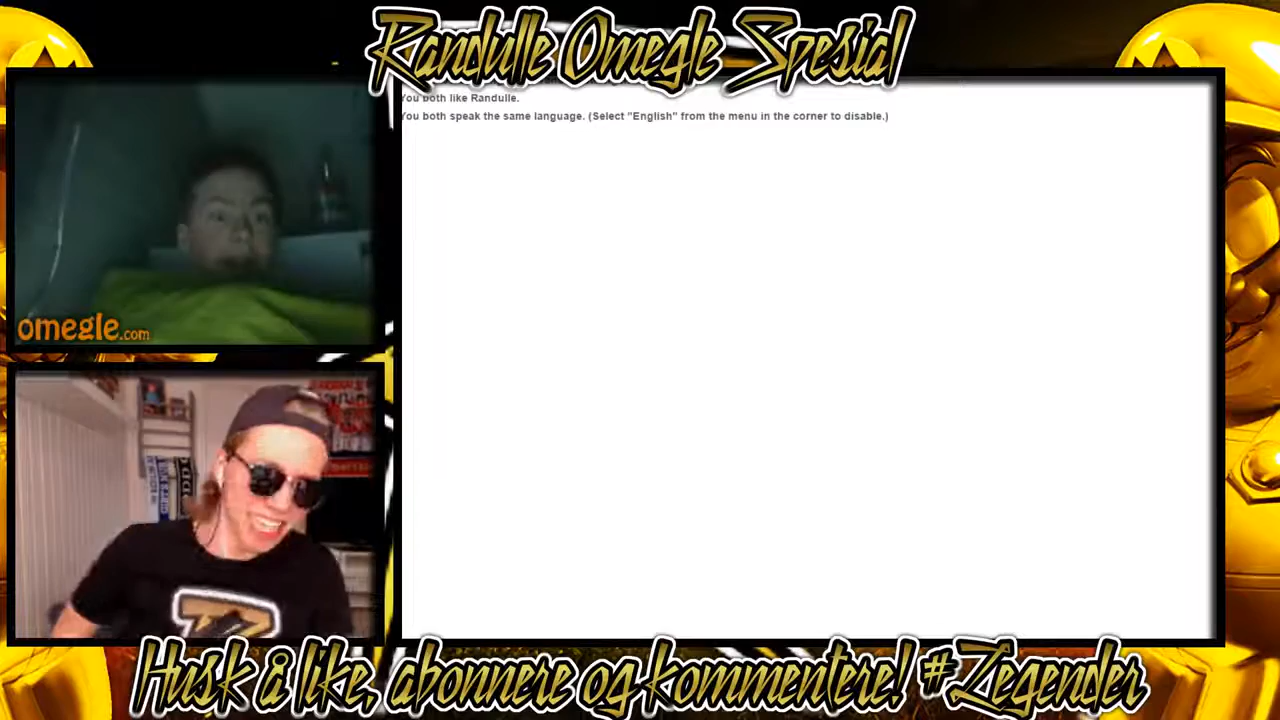 Randulle Omegle Spesial
You both like Randulle.
You both speak the same language. (Select "English" from the menu in the corner to disable.)
omegle.com
Husk å like, abonnere og kommentere! #Zegender